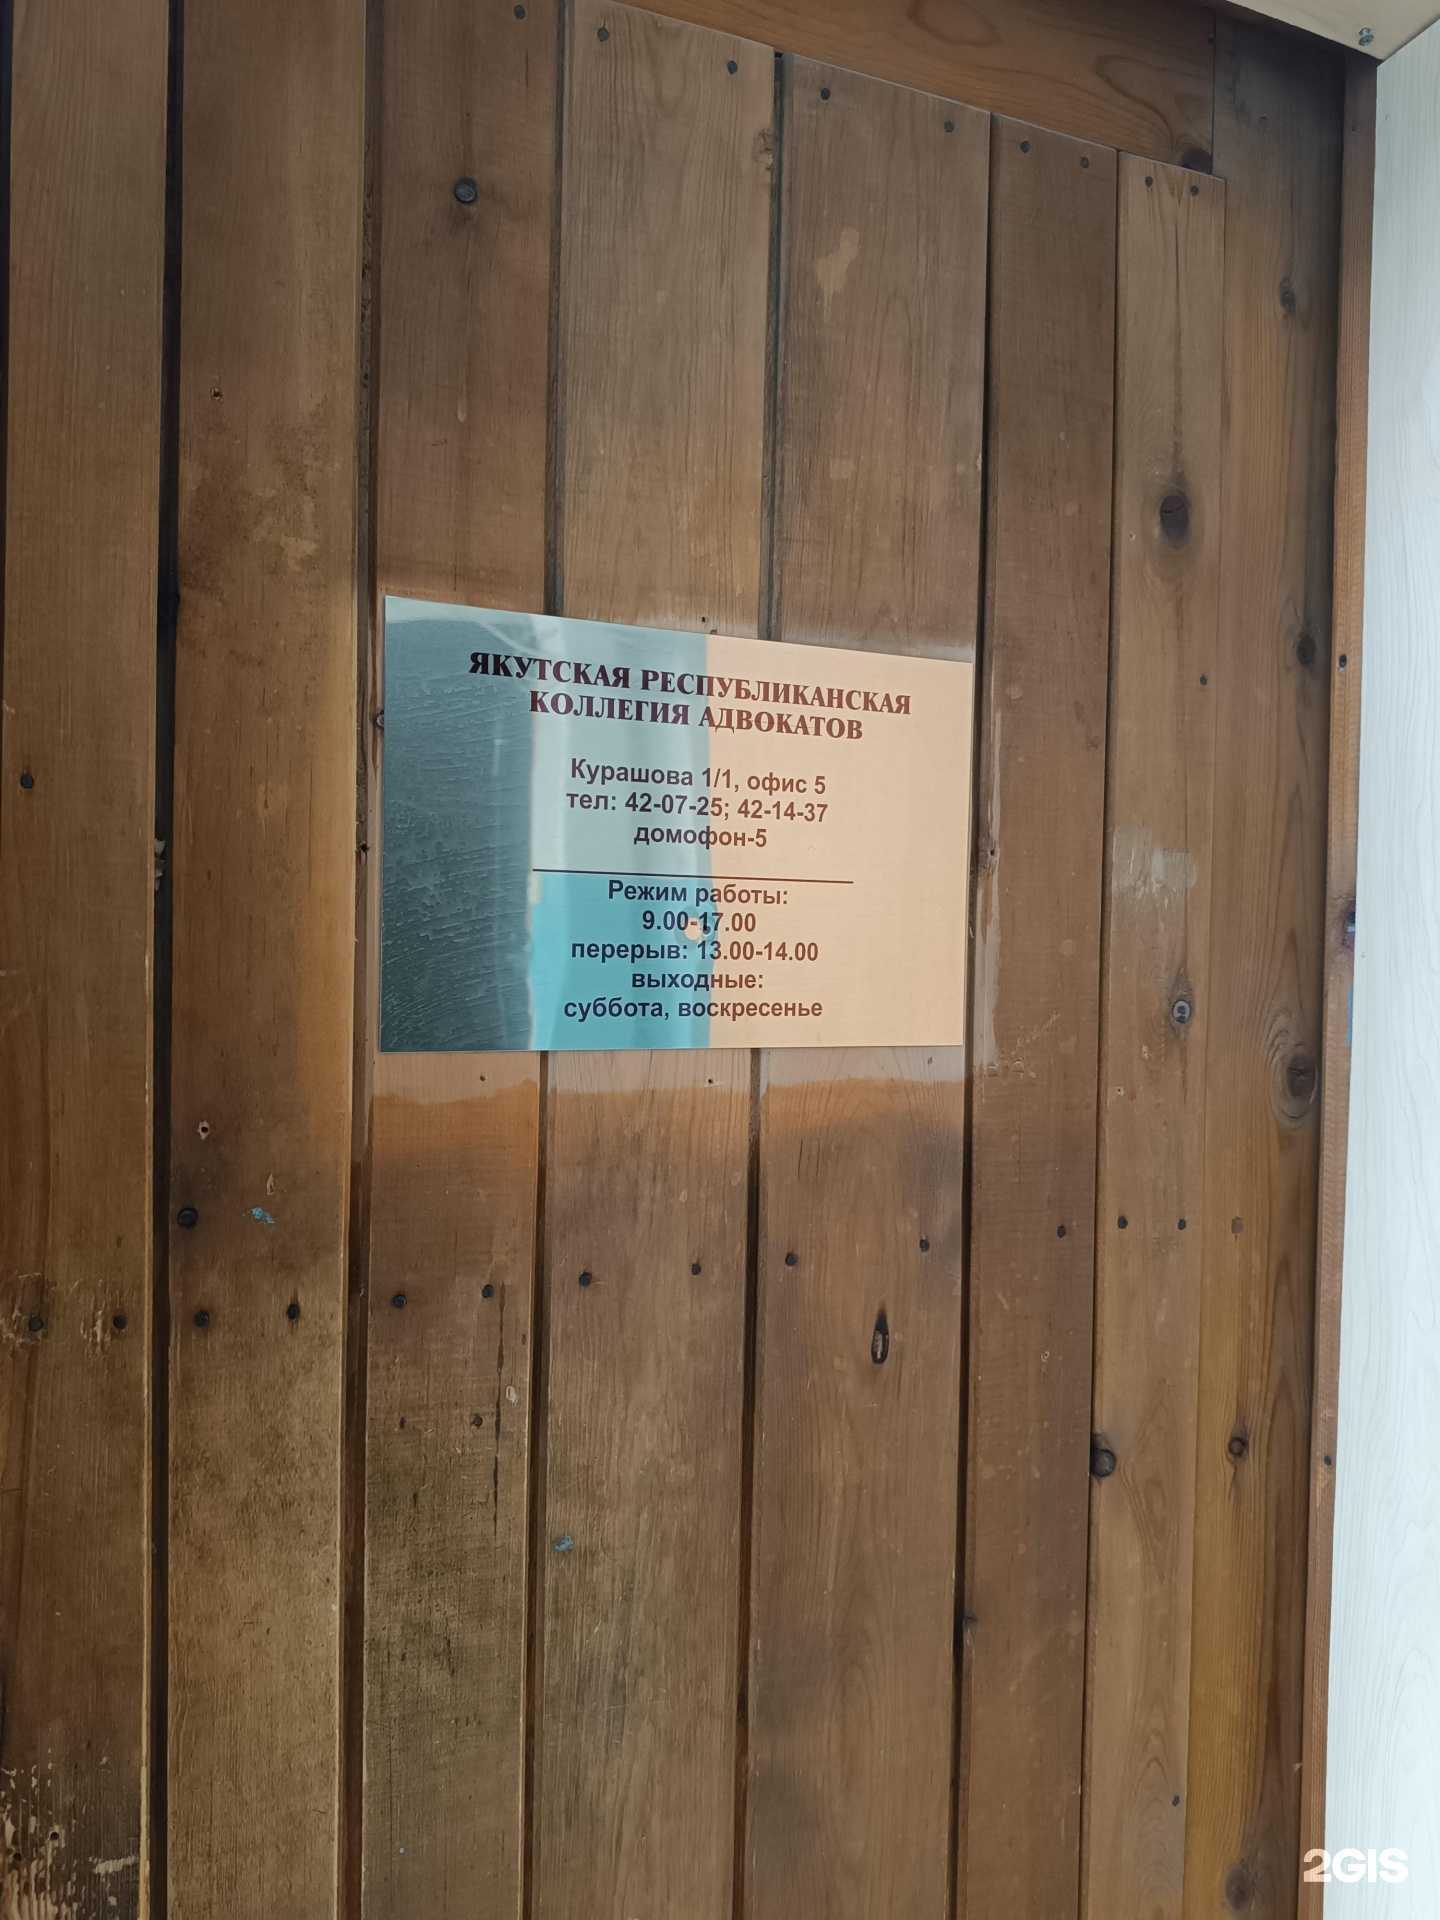 ЯКУТСКАЯ РЕСПУБЛИКАНСКАЯ
КОЛЛЕГИЯ АДВОКАТОВ
Курашова 1/1, офис 5
тел: 42-07-25; 42-14-37
домофон-5
Режим работы:
9.00-17.00
перерыв: 13.00-14.00
выходные:
суббота, воскресенье
2GIS